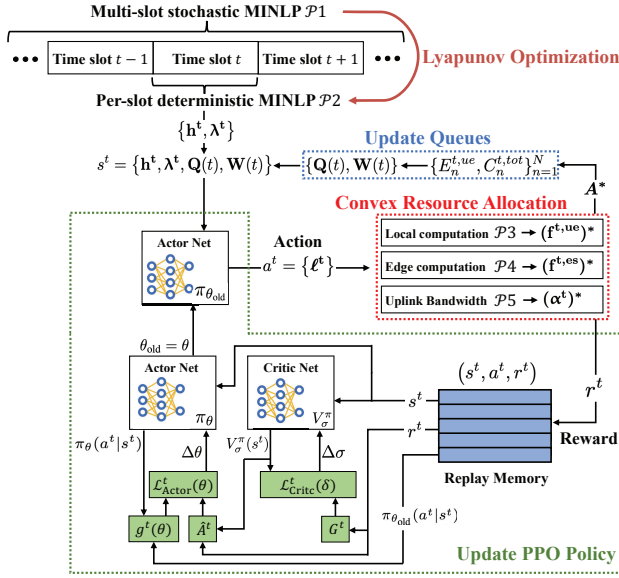 Multi-slot stochastic MINLP 𝒫1
••• Time slot t − 1 Time slot t Time slot t + 1 •••
Lyapunov Optimization
Per-slot deterministic MINLP 𝒫2
{h^t, λ^t}
Update Queues
s^t = {h^t, λ^t, Q(t), W(t)}
{Q(t), W(t)}
{E_n^{t,ue}, C_n^{t,tot}}_{n=1}^N
A*
Convex Resource Allocation
Actor Net
π_{θ_old}
Action
a^t = {ℓ^t}
Local computation 𝒫3 → (f^{t,ue})*
Edge computation 𝒫4 → (f^{t,es})*
Uplink Bandwidth 𝒫5 → (α^t)*
θ_old = θ
Actor Net
π_θ
Critic Net
V_σ^π
(s^t, a^t, r^t)
r^t
s^t
r^t
Reward
Replay Memory
π_θ(a^t|s^t)
Δθ
V_σ^π(s^t)
Δσ
ℒ_Actor^t(θ)
ℒ_Critc^t(δ)
π_{θ_old}(a^t|s^t)
g^t(θ)
Â^t
G^t
Update PPO Policy